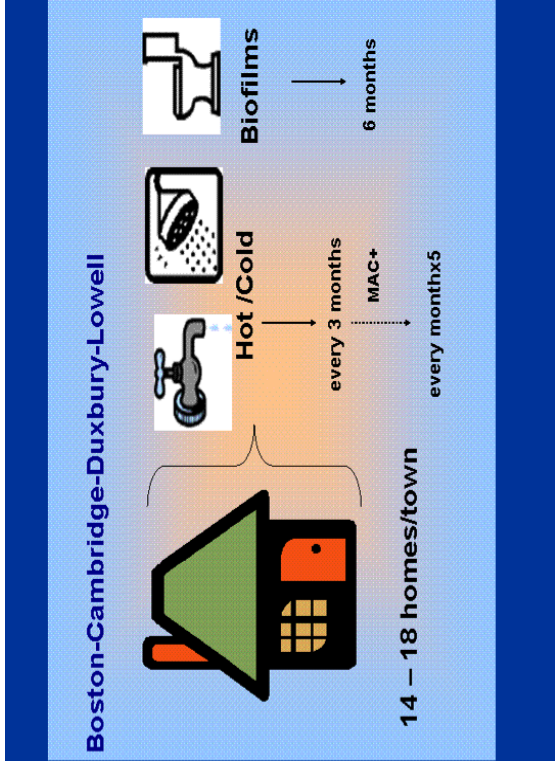 Boston-Cambridge-Duxbury-Lowell
Hot /Cold
Biofilms
every 3 months
6 months
MAC+
every monthx5
14 – 18 homes/town